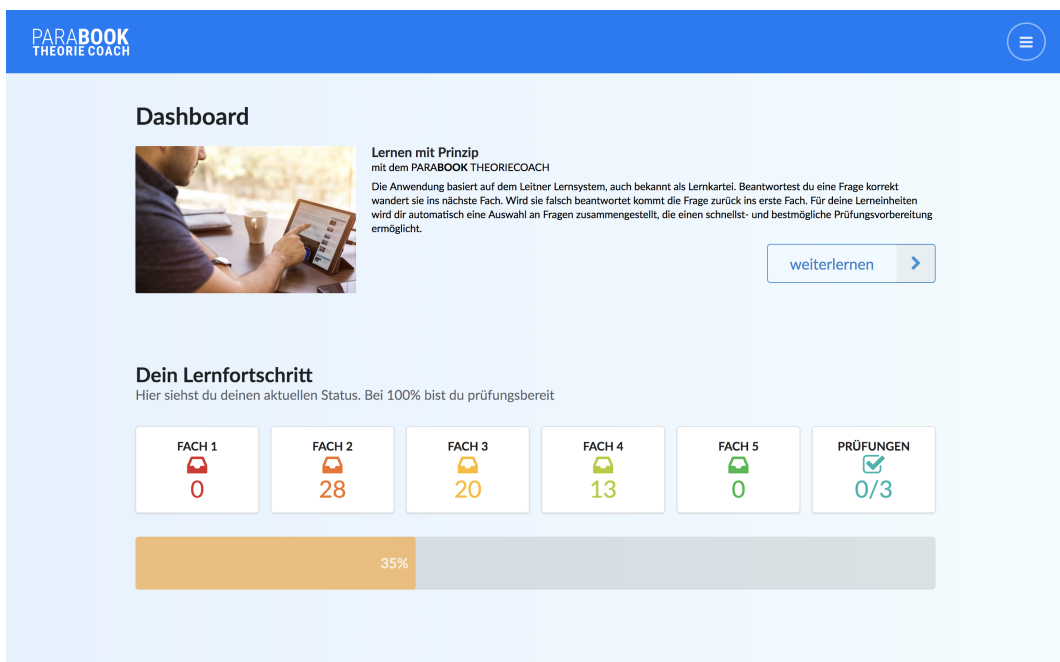 PARABOOK
THEORIE COACH
Dashboard
Lernen mit Prinzip
mit dem PARABOOK THEORIECOACH
Die Anwendung basiert auf dem Leitner Lernsystem, auch bekannt als Lernkartei. Beantwortest du eine Frage korrekt
wandert sie ins nächste Fach. Wird sie falsch beantwortet kommt die Frage zurück ins erste Fach. Für deine Lerneinheiten
wird dir automatisch eine Auswahl an Fragen zusammengestellt, die einen schnellst- und bestmögliche Prüfungsvorbereitung
ermöglicht.
weiterlernen
Dein Lernfortschritt
Hier siehst du deinen aktuellen Status. Bei 100% bist du prüfungsbereit
FACH 1
0
FACH 2
28
FACH 3
20
FACH 4
13
FACH 5
0
PRÜFUNGEN
0/3
35%